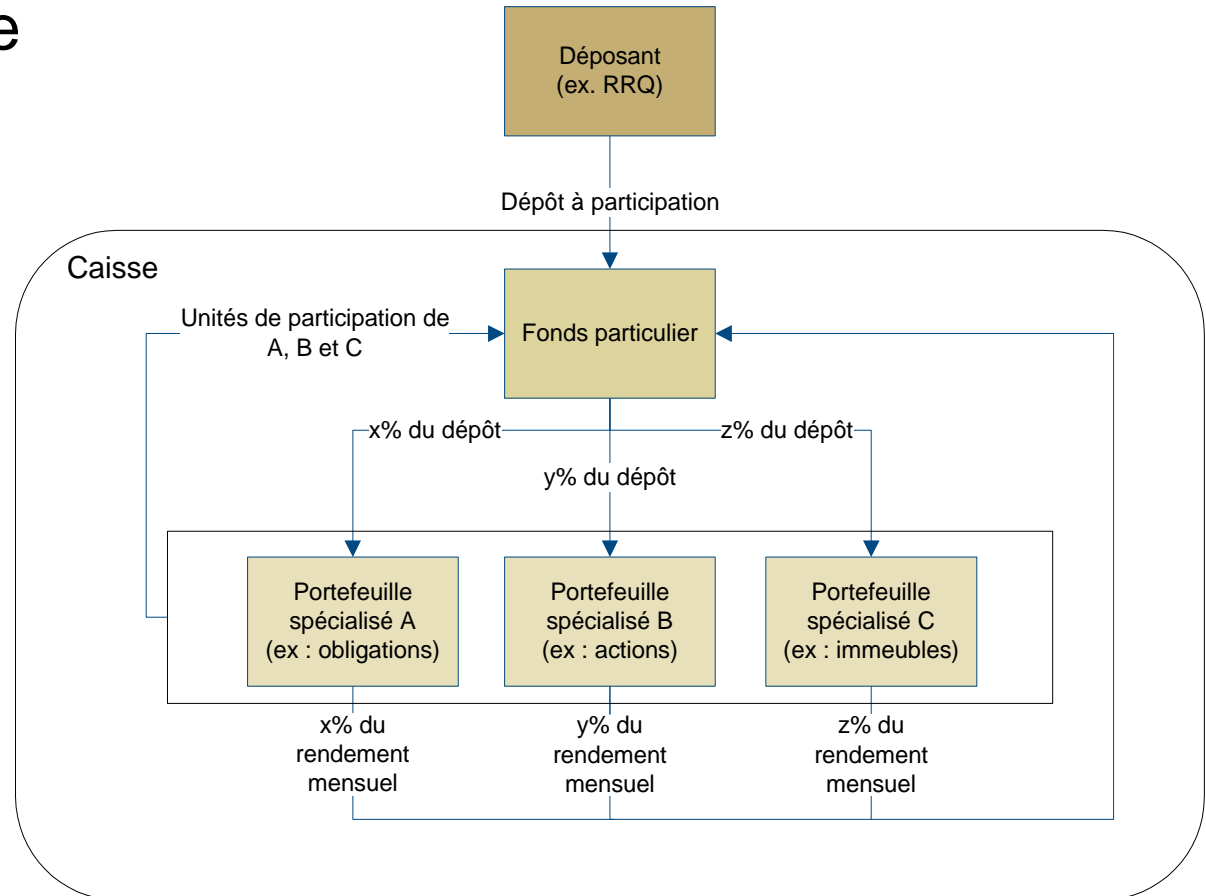 e
Déposant
(ex. RRQ)
Dépôt à participation
Caisse
Unités de participation de
A, B et C
Fonds particulier
x% du dépôt
z% du dépôt
y% du dépôt
Portefeuille
spécialisé A
(ex : obligations)
Portefeuille
spécialisé B
(ex : actions)
Portefeuille
spécialisé C
(ex : immeubles)
x% du
rendement
mensuel
y% du
rendement
mensuel
z% du
rendement
mensuel